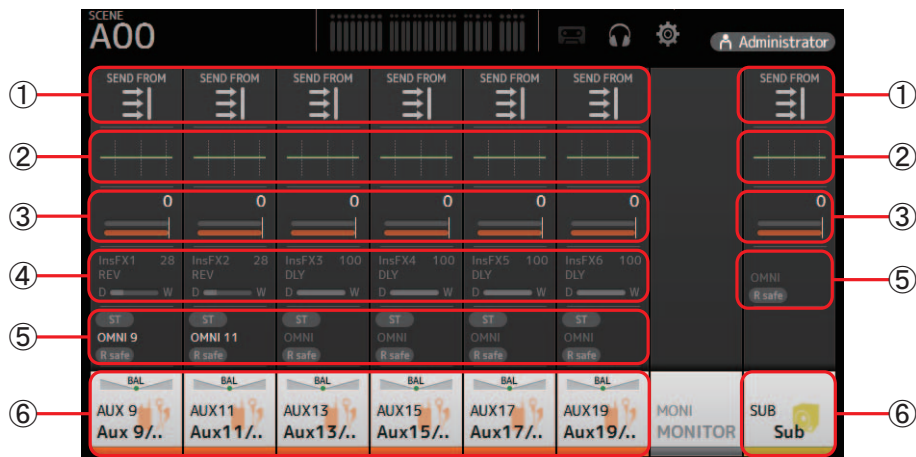 SCENE
A00
Administrator
① SEND FROM SEND FROM SEND FROM SEND FROM SEND FROM SEND FROM SEND FROM ①
② ②
③ 0 0 0 0 0 0 0 ③
④ InsFX1 28 InsFX2 28 InsFX3 100 InsFX4 100 InsFX5 100 InsFX6 100
REV REV DLY DLY DLY DLY
D W D W D W D W D W D W
OMNI ⑤
R safe
ST ST ST ST ST ST
⑤ OMNI 9 OMNI 11 OMNI OMNI OMNI OMNI
R safe R safe R safe R safe R safe R safe
BAL BAL BAL BAL BAL BAL
⑥ AUX 9 AUX11 AUX13 AUX15 AUX17 AUX19 MONI SUB ⑥
Aux 9/.. Aux11/.. Aux13/.. Aux15/.. Aux17/.. Aux19/.. MONITOR Sub